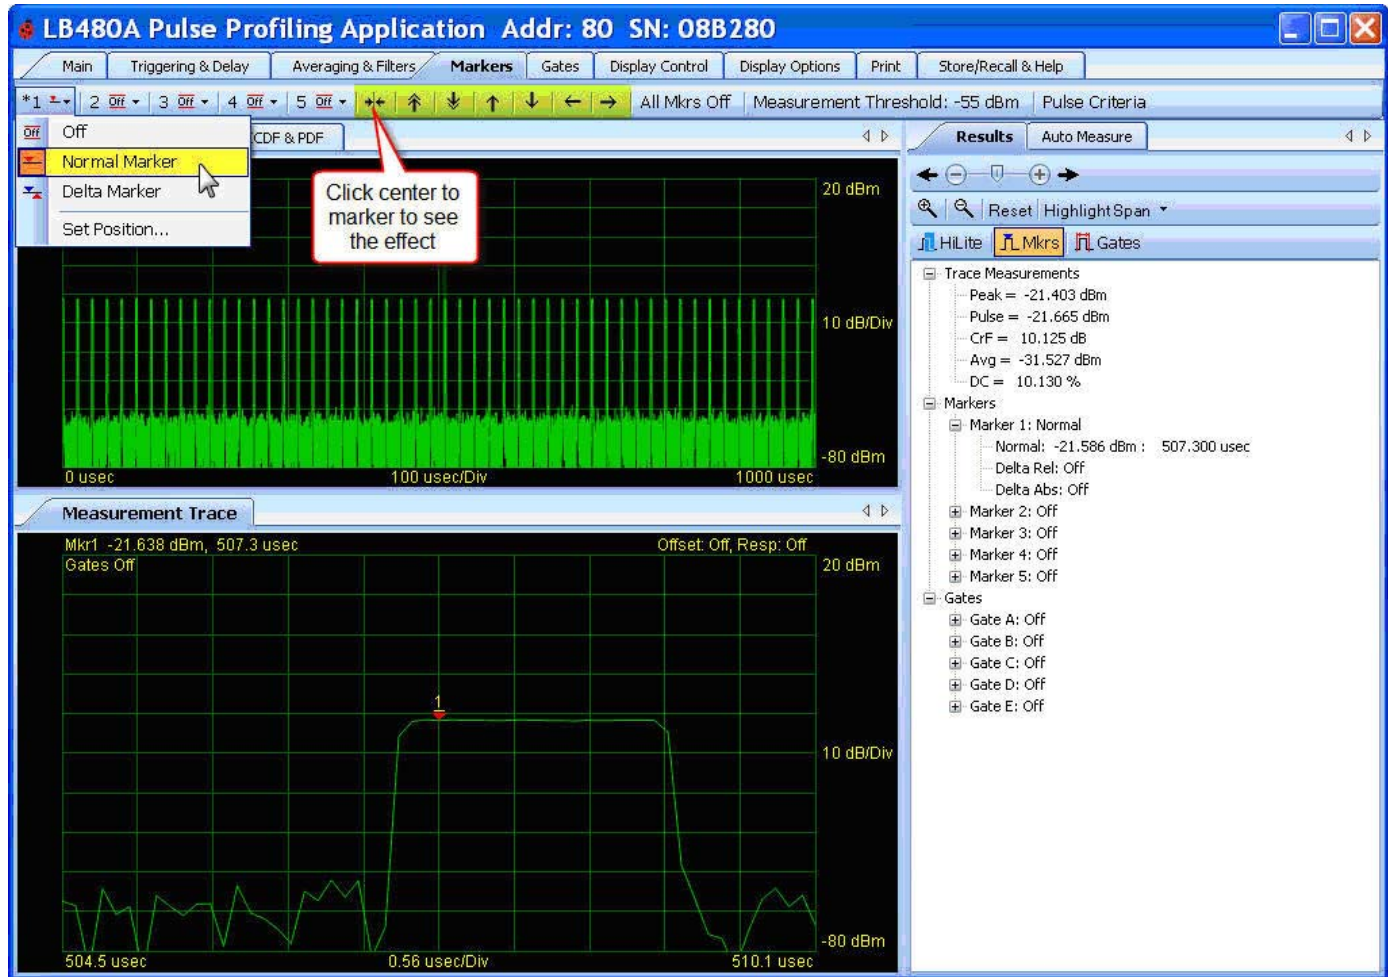 LB480A Pulse Profiling Application Addr: 80 SN: 08B280
Main Triggering & Delay Averaging & Filters Markers Gates Display Control Display Options Print Store/Recall & Help
*1 2 Off 3 Off 4 Off 5 Off All Mkrs Off Measurement Threshold: -55 dBm Pulse Criteria
Off Off
Normal Marker
Delta Marker
Set Position...
CDF & PDF
Click center to
marker to see
the effect
20 dBm
10 dB/Div
-80 dBm
0 usec 100 usec/Div 1000 usec
Measurement Trace
Mkr1 -21.638 dBm, 507.3 usec Offset: Off, Resp: Off
Gates Off 20 dBm
1
10 dB/Div
-80 dBm
504.5 usec 0.56 usec/Div 510.1 usec
Results Auto Measure
Reset Highlight Span
HiLite Mkrs Gates
Trace Measurements
Peak = -21.403 dBm
Pulse = -21.665 dBm
CrF = 10.125 dB
Avg = -31.527 dBm
DC = 10.130 %
Markers
Marker 1: Normal
Normal: -21.586 dBm : 507.300 usec
Delta Rel: Off
Delta Abs: Off
Marker 2: Off
Marker 3: Off
Marker 4: Off
Marker 5: Off
Gates
Gate A: Off
Gate B: Off
Gate C: Off
Gate D: Off
Gate E: Off